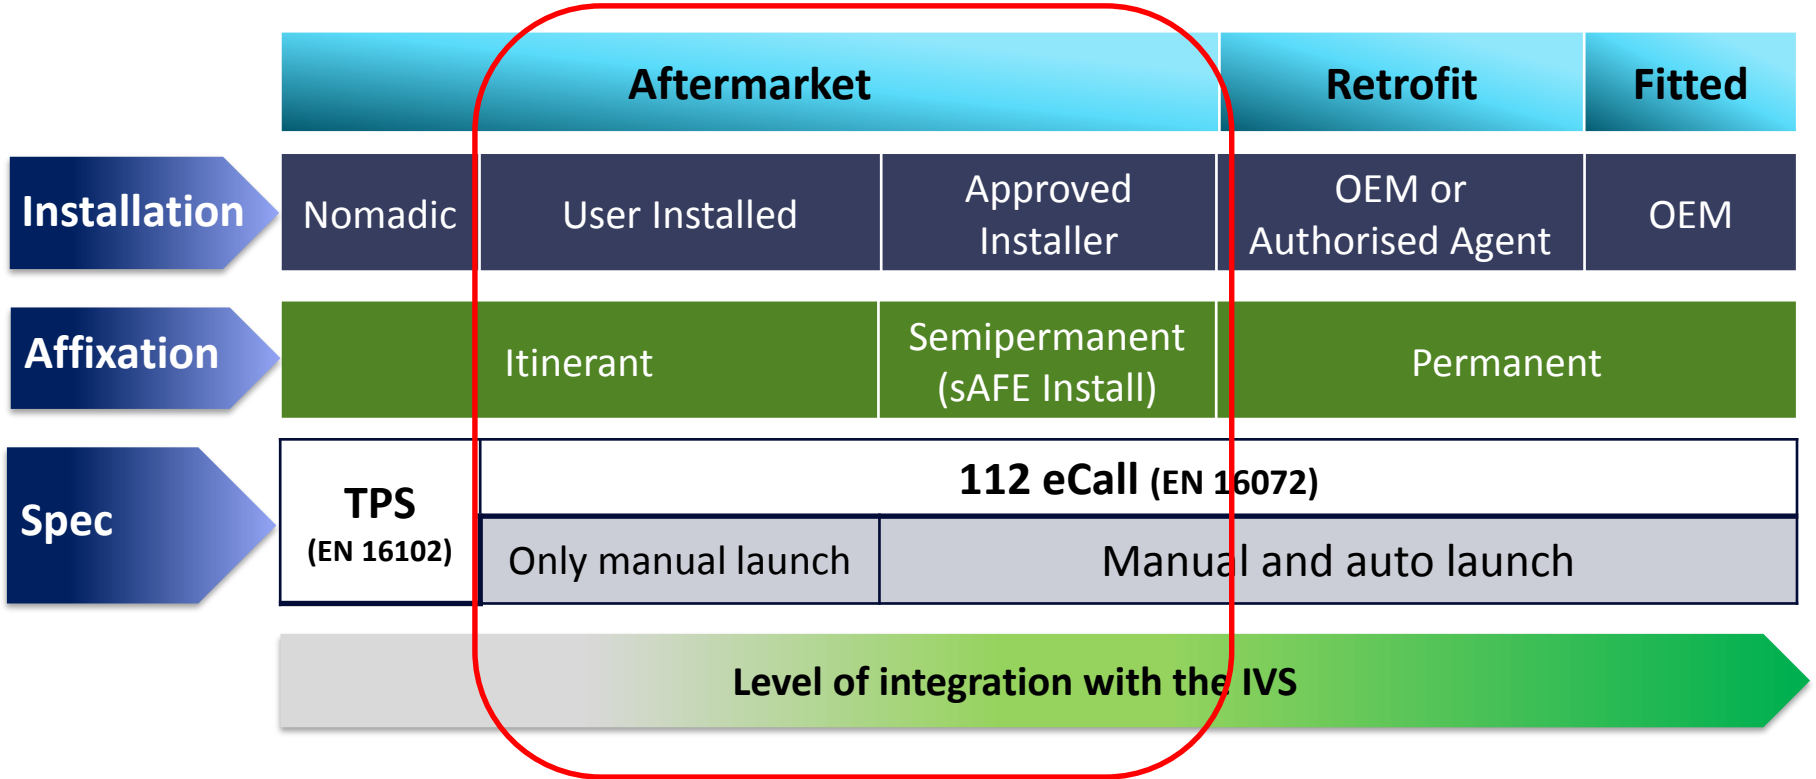 Aftermarket
Retrofit
Fitted
Installation
Nomadic
User Installed
Approved
Installer
OEM or
Authorised Agent
OEM
Affixation
Itinerant
Semipermanent
(sAFE Install)
Permanent
Spec
TPS
(EN 16102)
112 eCall (EN 16072)
Only manual launch
Manual and auto launch
Level of integration with the IVS